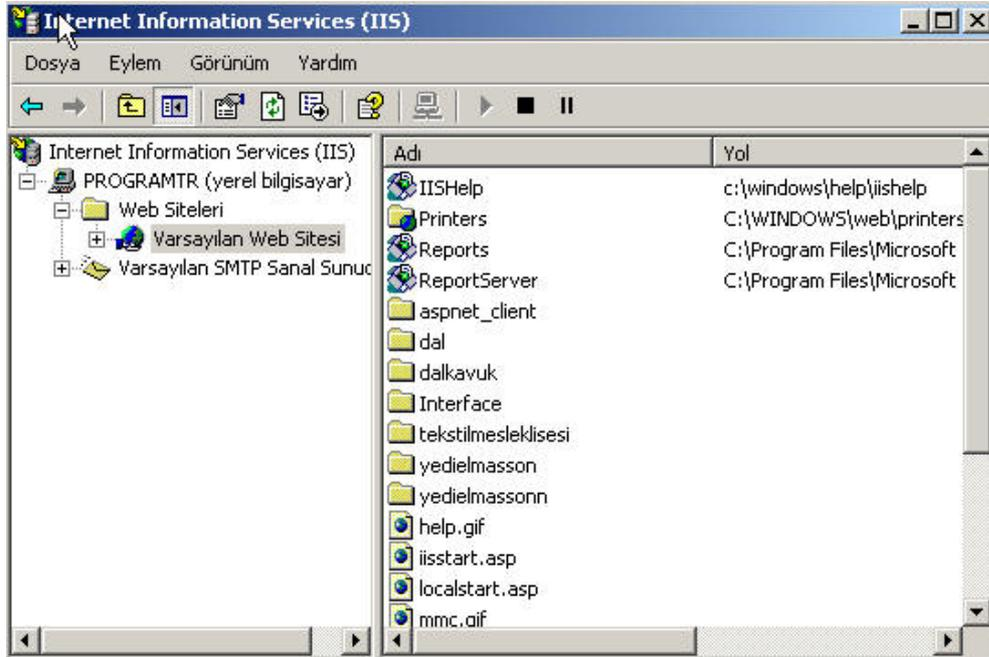 Internet Information Services (IIS)
Dosya Eylem Görünüm Yardım
Internet Information Services (IIS)
PROGRAMTR (yerel bilgisayar)
Web Siteleri
Varsayılan Web Sitesi
Varsayılan SMTP Sanal Sunuc
Adı Yol
IISHelp c:\windows\help\iishelp
Printers C:\WINDOWS\web\printers
Reports C:\Program Files\Microsoft
ReportServer C:\Program Files\Microsoft
aspnet_client
dal
dalkavuk
Interface
tekstilmesleklisesi
yedielmasson
yedielmassonn
help.gif
iisstart.asp
localstart.asp
mmc.gif